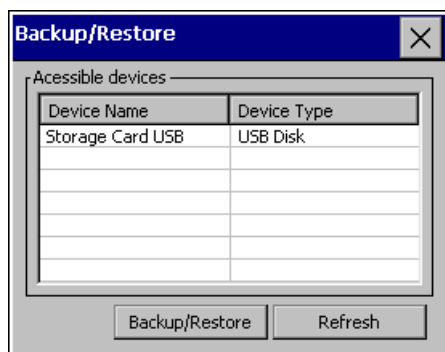 Backup/Restore
Acessible devices
Device Name Device Type
Storage Card USB USB Disk
Backup/Restore Refresh